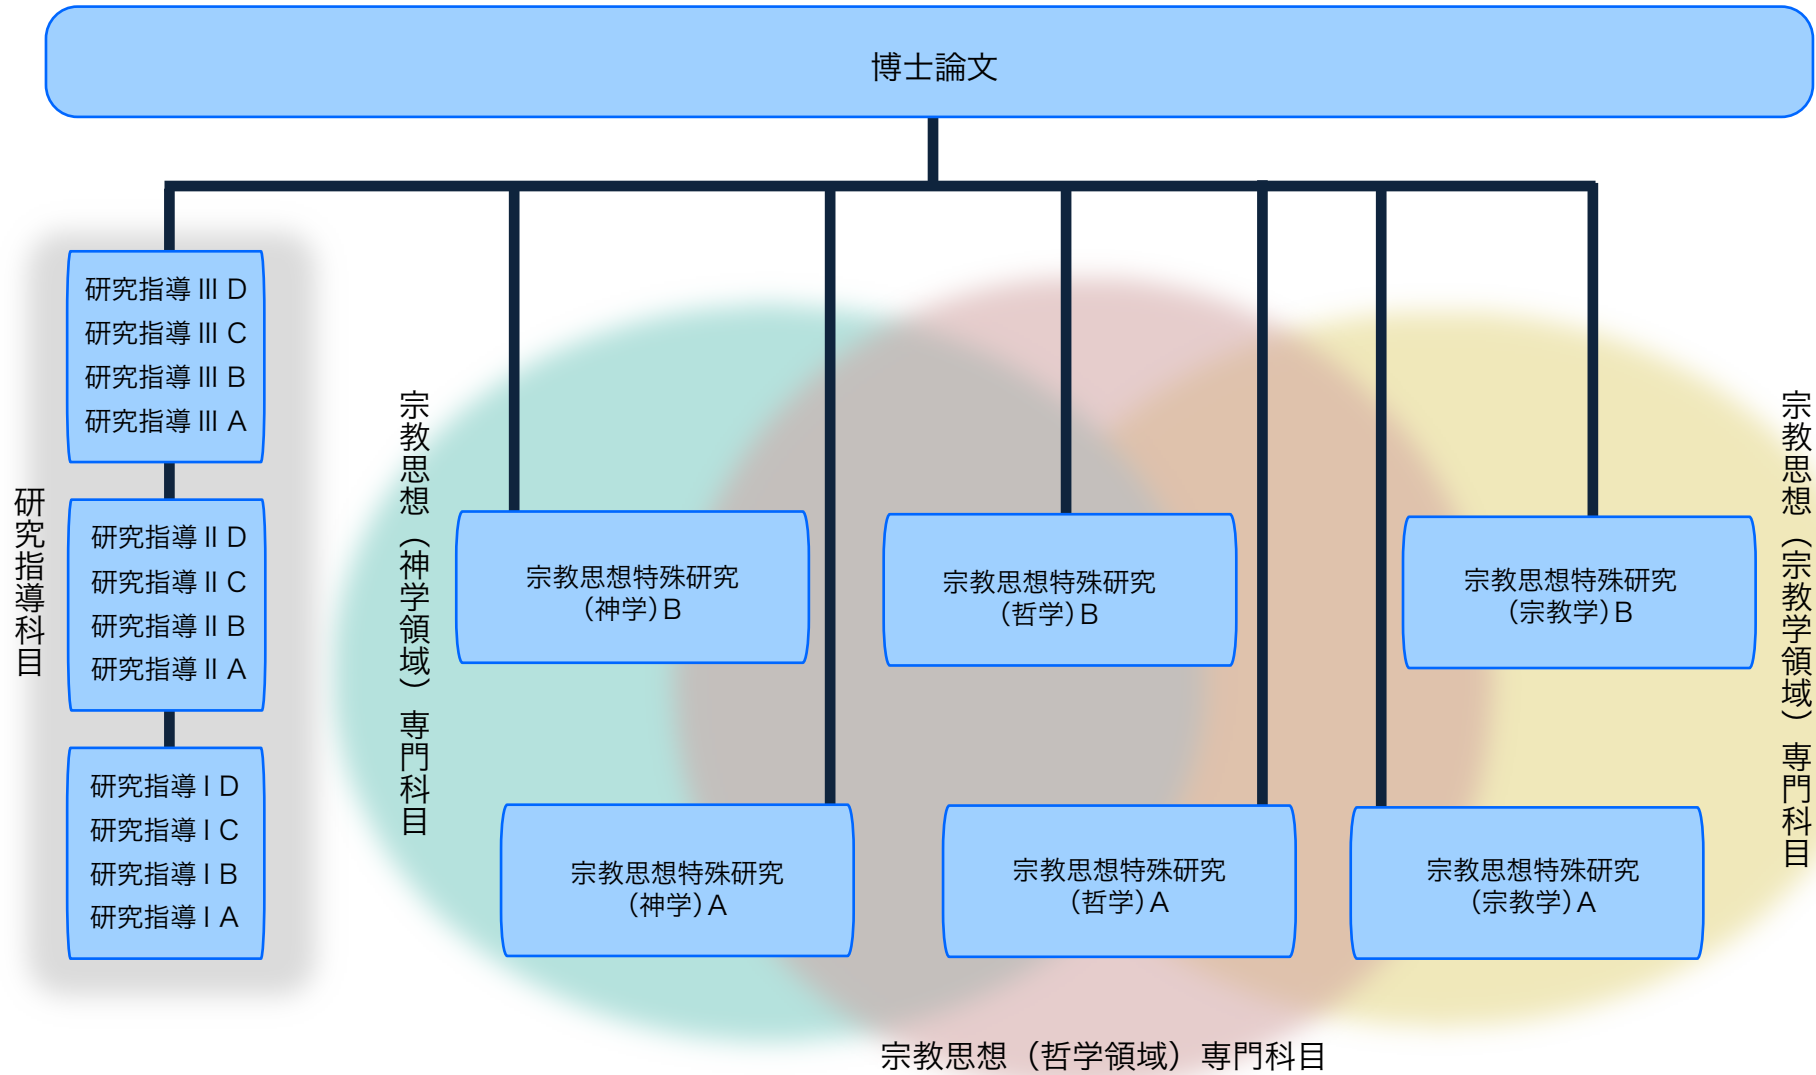 博士論文
研究指導科目
研究指導 III D
研究指導 III C
研究指導 III B
研究指導 III A
研究指導 II D
研究指導 II C
研究指導 II B
研究指導 II A
研究指導 I D
研究指導 I C
研究指導 I B
研究指導 I A
宗教思想（神学領域）専門科目
宗教思想特殊研究
(神学) B
宗教思想特殊研究
(哲学) B
宗教思想特殊研究
(宗教学) B
宗教思想特殊研究
(神学) A
宗教思想特殊研究
(哲学) A
宗教思想特殊研究
(宗教学) A
宗教思想（宗教学領域）専門科目
宗教思想（哲学領域）専門科目